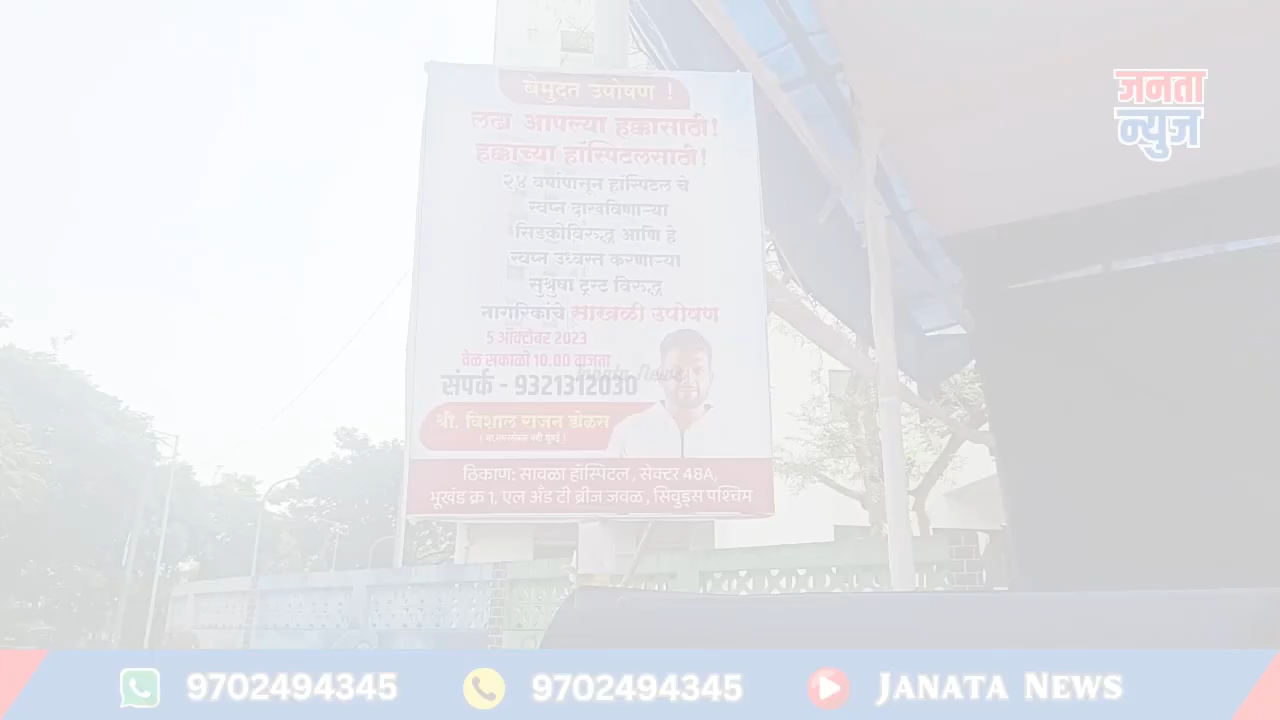 जनता
न्युज
बेमुदत उपोषण !
लढा आपल्या हक्कासाठी!
हक्काच्या हॉस्पिटलसाठी!
२४ वर्षापासून हॉस्पिटल चे
स्वप्न दाखविणाऱ्या
सिडकोविरुद्ध आणि हे
स्वप्न उध्वस्त करणाऱ्या
सुश्रुषा ट्रस्ट विरुद्ध
नागरिकांचे साखळी उपोषण
5 ऑक्टोबर 2023
वेळ सकाळी 10.00 वाजता
Janata News
संपर्क - 9321312030
श्री. विशाल राजन डोळस
ठिकाण: सावळा हॉस्पिटल, सेक्टर 48A,
भूखंड क्र 1, एल अँड टी ब्रीज जवळ, सिवुड्स पश्चिम
9702494345 9702494345 JANATA NEWS